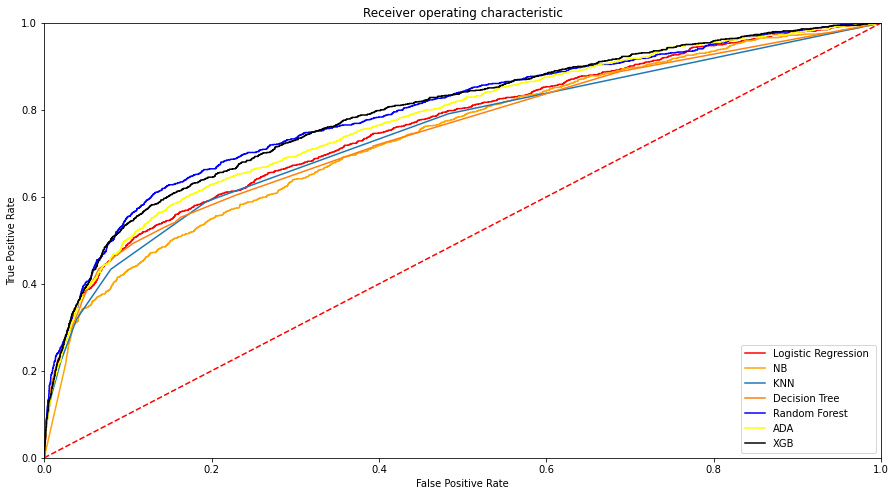 Receiver operating characteristic
1.0
0.8
0.6
0.4
0.2
0.0
True Positive Rate
0.0 0.2 0.4 0.6 0.8 1.0
False Positive Rate
Logistic Regression
NB
KNN
Decision Tree
Random Forest
ADA
XGB